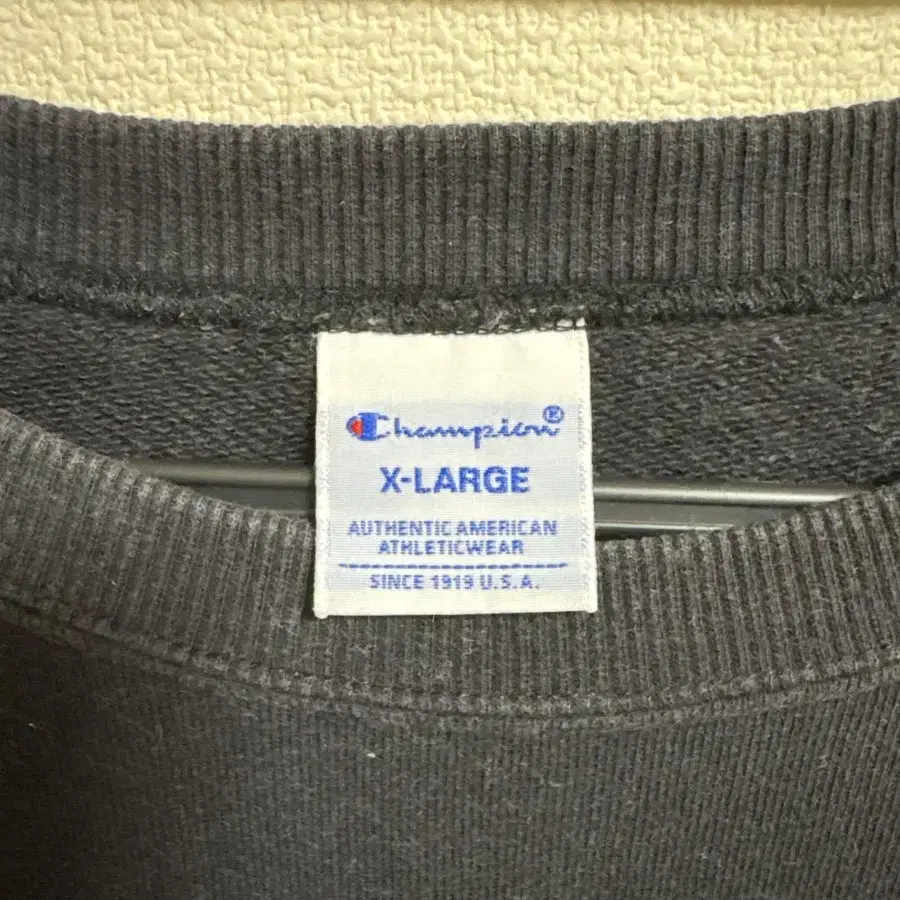 Champion®
X-LARGE
AUTHENTIC AMERICAN
ATHLETICWEAR
SINCE 1919 U.S.A.